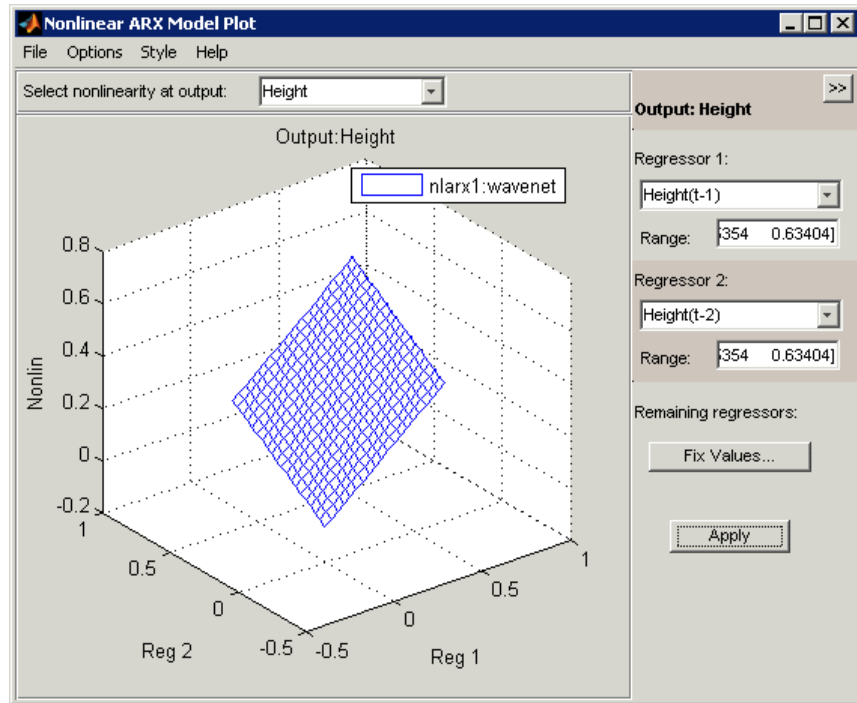 Nonlinear ARX Model Plot
File Options Style Help
Select nonlinearity at output: Height
>>
Output: Height
Output:Height
nlarx1:wavenet
Regressor 1:
Height(t-1)
Range: 0.63404]
Regressor 2:
Height(t-2)
Range: 0.63404]
Remaining regressors:
Fix Values...
Apply
Nonlin
0.8
0.6
0.4
0.2
0
-0.2
1
0.5
0
-0.5
Reg 2
-0.5
0
0.5
1
Reg 1